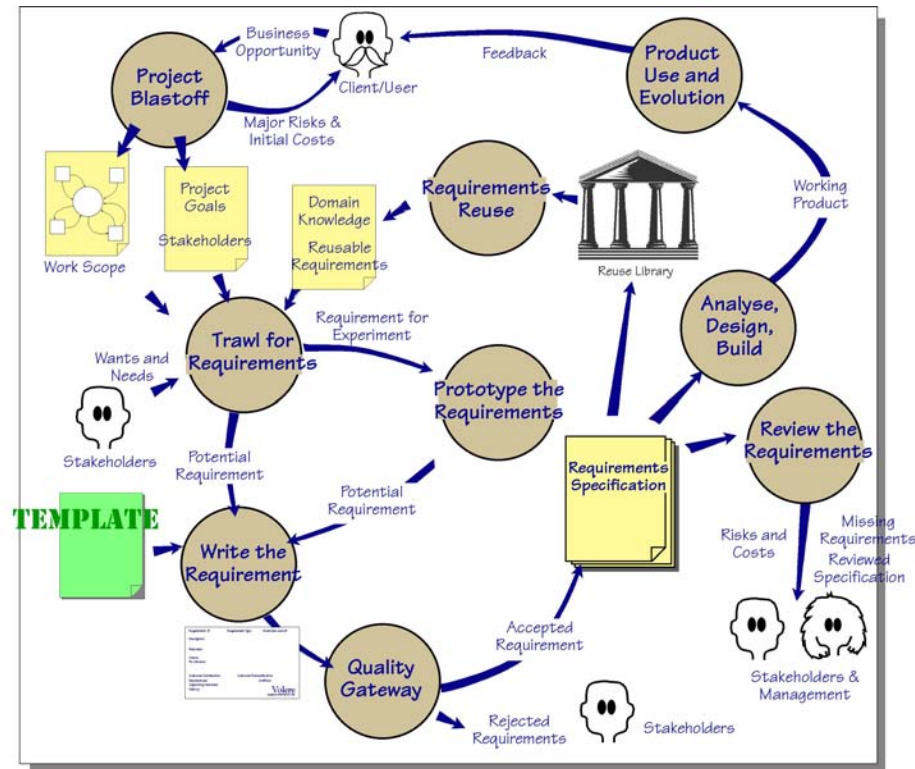 Business
Opportunity
Project
Blastoff
Client/User
Feedback
Product
Use and
Evolution
Major Risks &
Initial Costs
Project
Goals
Stakeholders
Work Scope
Domain
Knowledge
Reusable
Requirements
Requirements
Reuse
Reuse Library
Working
Product
Analyse,
Design,
Build
Trawl for
Requirements
Requirement for
Experiment
Wants and
Needs
Stakeholders
Prototype the
Requirements
Review the
Requirements
Requirements
Specification
Potential
Requirement
Potential
Requirement
TEMPLATE
Write the
Requirement
Risks and
Costs
Missing
Requirements
Reviewed
Specification
Stakeholders &
Management
Volere
Quality
Gateway
Accepted
Requirement
Rejected
Requirements
Stakeholders